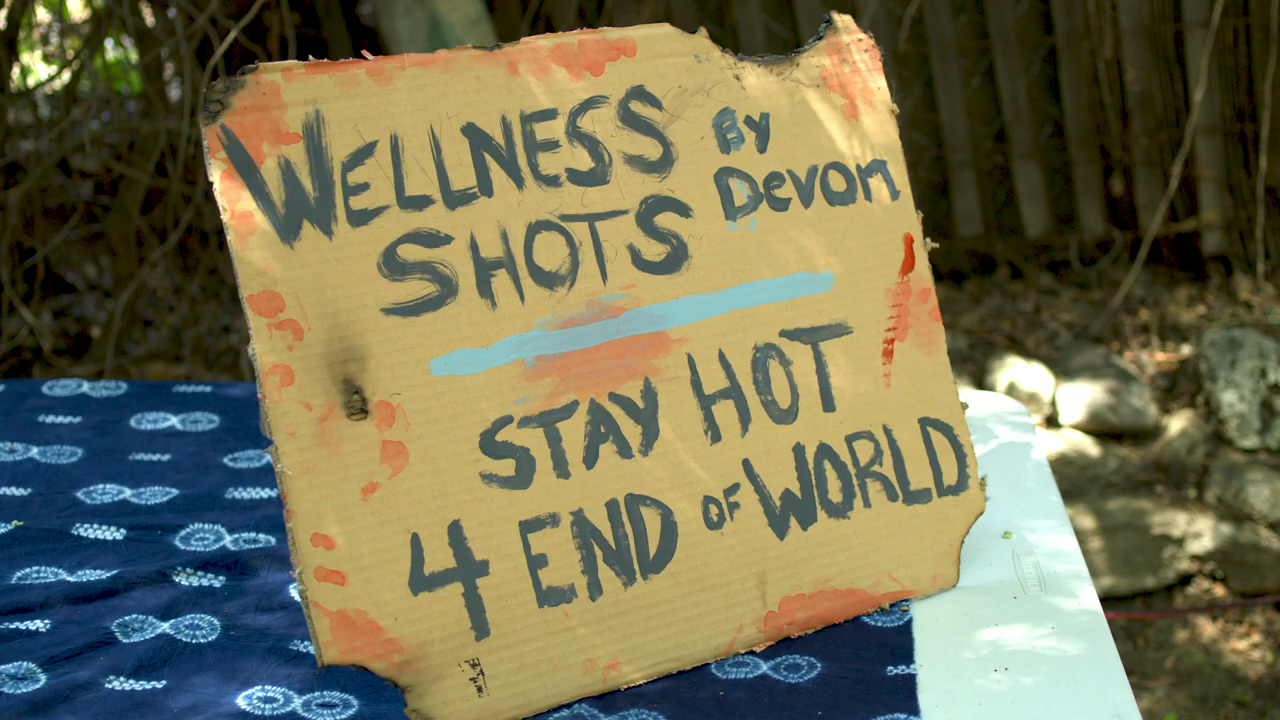 WELLNESS
SHOTS
By
Devon
STAY HOT
4 END OF WORLD